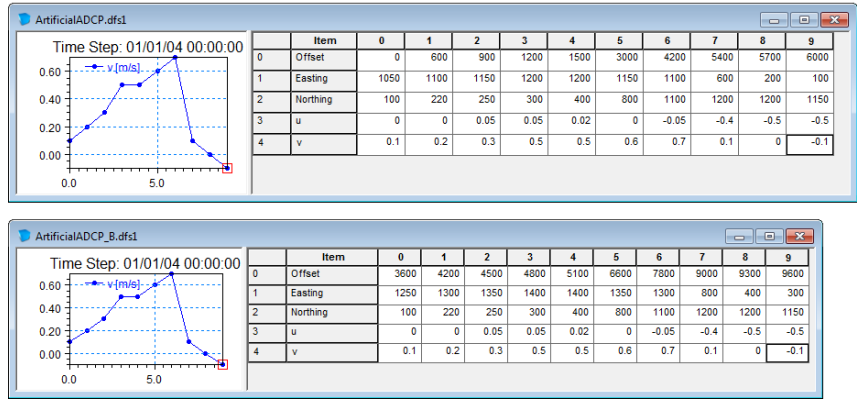 ArtificialADCP.dfs1
Time Step: 01/01/04 00:00:00
v [m/s]
0.60
0.40
0.20
0.00
0.0 5.0
Item 0 1 2 3 4 5 6 7 8 9
0 Offset 0 600 900 1200 1500 3000 4200 5400 5700 6000
1 Easting 1050 1100 1150 1200 1200 1150 1100 600 200 100
2 Northing 100 220 250 300 400 800 1100 1200 1200 1150
3 u 0 0 0.05 0.05 0.02 0 -0.05 -0.4 -0.5 -0.5
4 v 0.1 0.2 0.3 0.5 0.5 0.6 0.7 0.1 0 -0.1
ArtificialADCP_B.dfs1
Time Step: 01/01/04 00:00:00
v [m/s]
0.60
0.40
0.20
0.00
0.0 5.0
Item 0 1 2 3 4 5 6 7 8 9
0 Offset 3600 4200 4500 4800 5100 6600 7800 9000 9300 9600
1 Easting 1250 1300 1350 1400 1400 1350 1300 800 400 300
2 Northing 100 220 250 300 400 800 1100 1200 1200 1150
3 u 0 0 0.05 0.05 0.02 0 -0.05 -0.4 -0.5 -0.5
4 v 0.1 0.2 0.3 0.5 0.5 0.6 0.7 0.1 0 -0.1